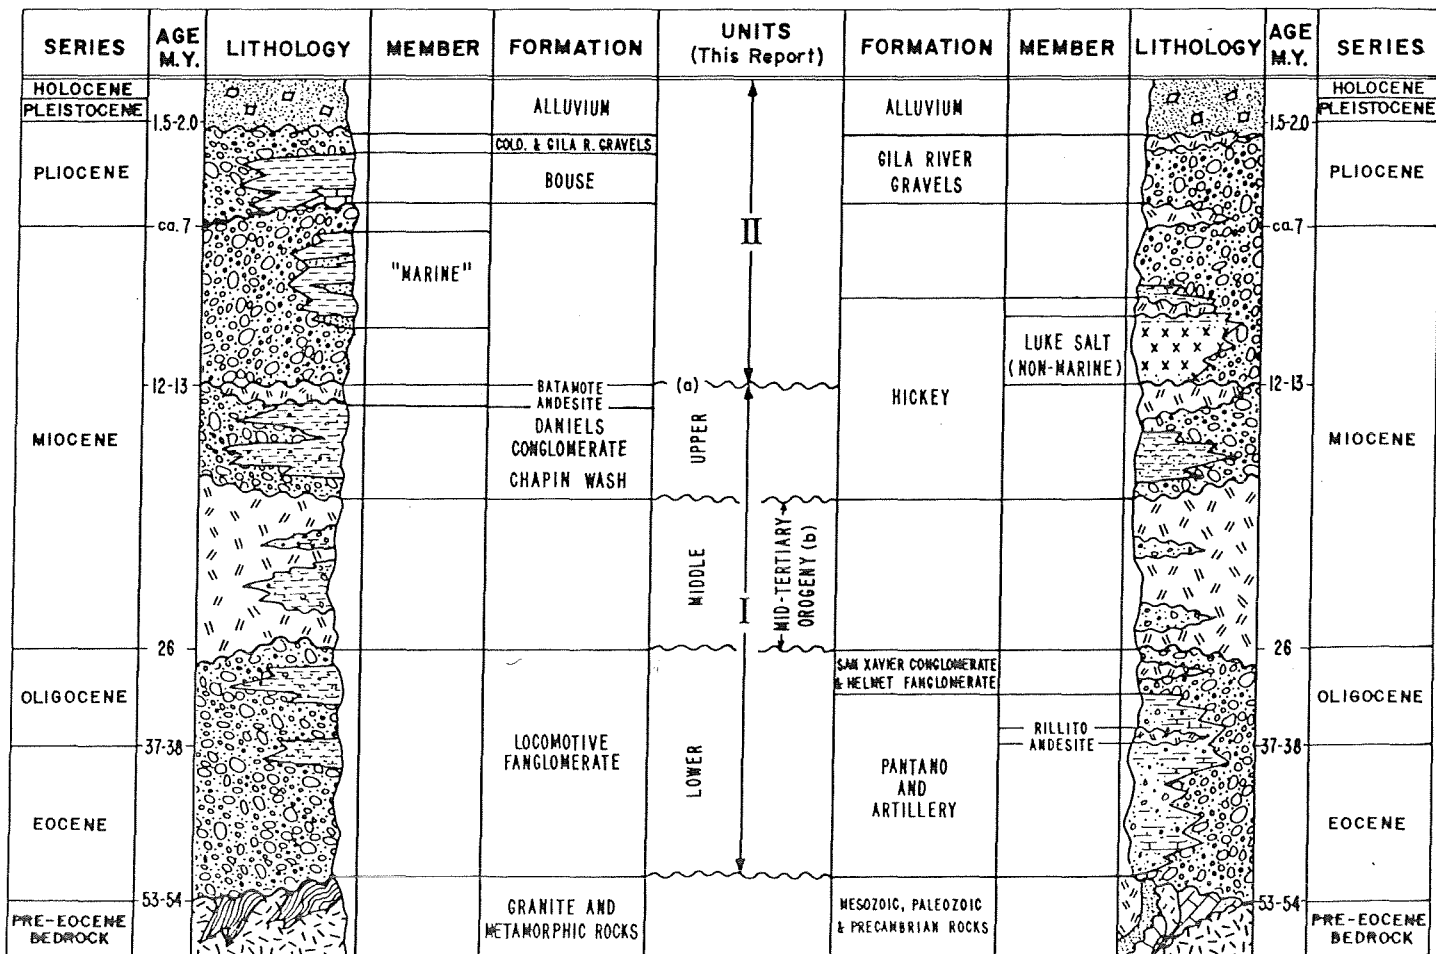 SERIES
AGE
M.Y.
LITHOLOGY
MEMBER
FORMATION
UNITS
(This Report)
FORMATION
MEMBER
LITHOLOGY
AGE
M.Y.
SERIES
HOLOCENE
PLEISTOCENE
PLIOCENE
MIOCENE
OLIGOCENE
EOCENE
PRE-EOCENE
BEDROCK
1.5-2.0
ca. 7
12-13
26
37-38
53-54
"MARINE"
ALLUVIUM
COLO. & GILA R. GRAVELS
BOUSE
BATAMOTE
ANDESITE
DANIELS
CONGLOMERATE
CHAPIN WASH
LOCOMOTIVE
FANGLOMERATE
GRANITE AND
METAMORPHIC ROCKS
II
(a)
UPPER
MIDDLE
LOWER
I
MID-TERTIARY
OROGENY (b)
ALLUVIUM
GILA RIVER
GRAVELS
HICKEY
SAN XAVIER CONGLOMERATE
& HELMET FANGLOMERATE
PANTANO
AND
ARTILLERY
MESOZOIC, PALEOZOIC
& PRECAMBRIAN ROCKS
LUKE SALT
(NON-MARINE)
RILLITO
ANDESITE
1.5-2.0
ca. 7
12-13
26
37-38
53-54
HOLOCENE
PLEISTOCENE
PLIOCENE
MIOCENE
OLIGOCENE
EOCENE
PRE-EOCENE
BEDROCK